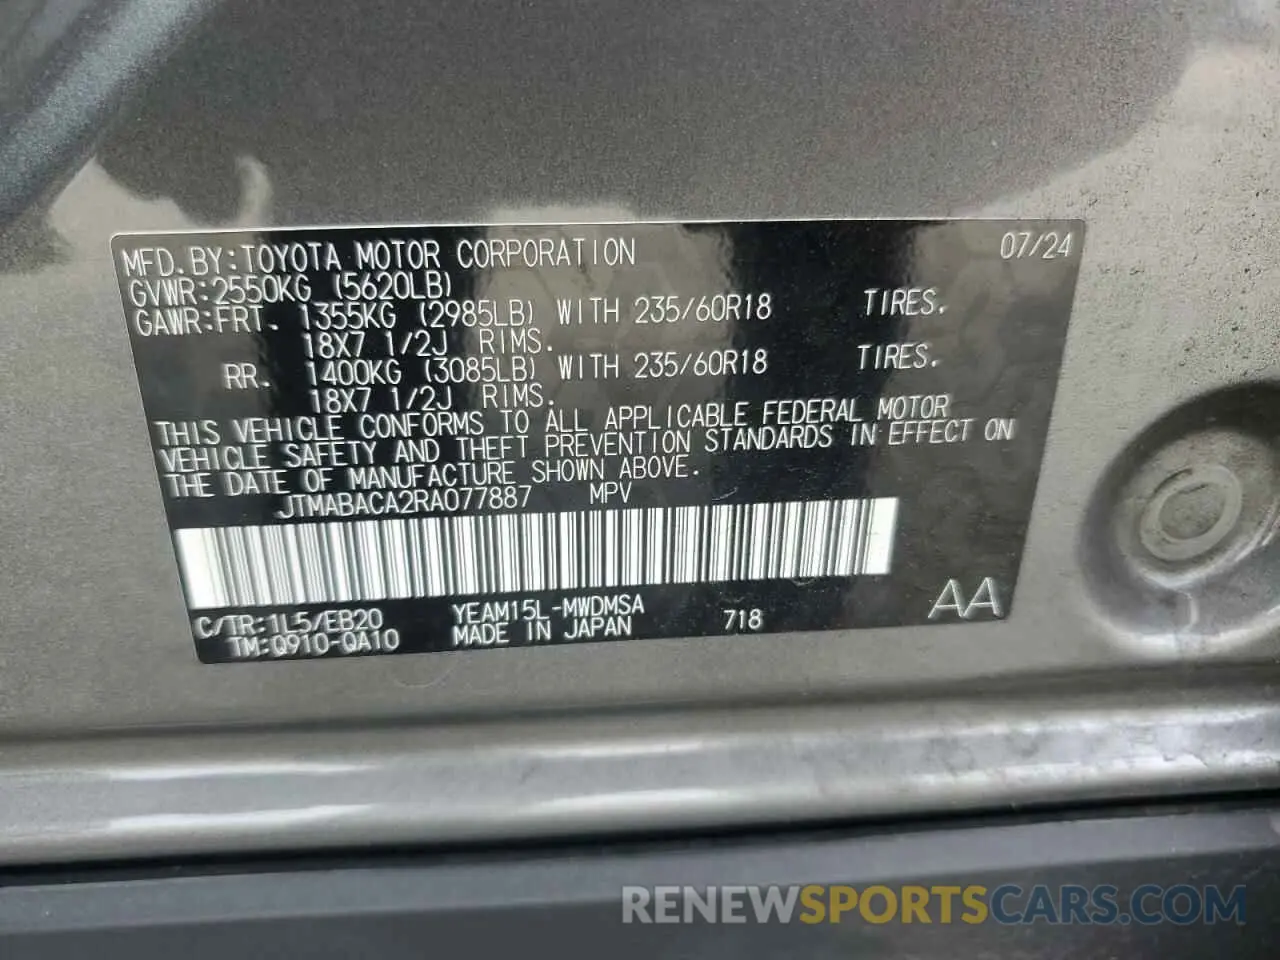 MFD.BY:TOYOTA MOTOR CORPORATION 07/24
GVWR:2550KG (5620LB)
GAWR:FRT. 1355KG (2985LB) WITH 235/60R18 TIRES.
18X7 1/2J RIMS.
RR. 1400KG (3085LB) WITH 235/60R18 TIRES.
18X7 1/2J RIMS.
THIS VEHICLE CONFORMS TO ALL APPLICABLE FEDERAL MOTOR
VEHICLE SAFETY AND THEFT PREVENTION STANDARDS IN EFFECT ON
THE DATE OF MANUFACTURE SHOWN ABOVE.
JTMABACA2RA077887 MPV
C/TR:1L5/EB20 YEAM15L-MWDMSA 718 AA
TM:Q910-QA10 MADE IN JAPAN
RENEWSPORTSCARS.COM